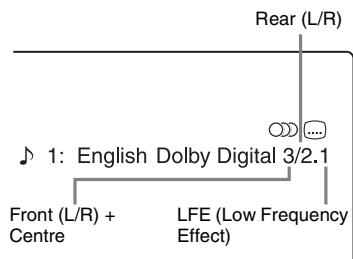 Rear (L/R)
♪ 1: English Dolby Digital 3/2.1
Front (L/R) +
Centre
LFE (Low Frequency
Effect)